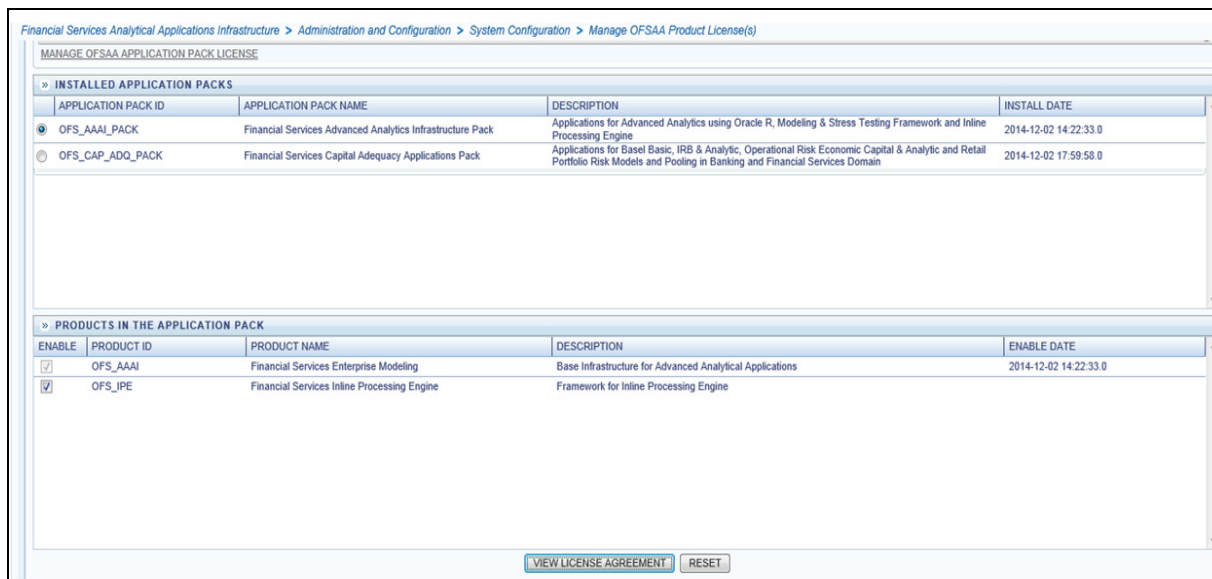 Financial Services Analytical Applications Infrastructure > Administration and Configuration > System Configuration > Manage OFSAA Product License(s)
MANAGE OFSAA APPLICATION PACK LICENSE
» INSTALLED APPLICATION PACKS
APPLICATION PACK ID APPLICATION PACK NAME DESCRIPTION INSTALL DATE
OFS_AAAI_PACK Financial Services Advanced Analytics Infrastructure Pack Applications for Advanced Analytics using Oracle R, Modeling & Stress Testing Framework and Inline Processing Engine 2014-12-02 14:22:33.0
OFS_CAP_ADQ_PACK Financial Services Capital Adequacy Applications Pack Applications for Basel Basic, IRB & Analytic, Operational Risk Economic Capital & Analytic and Retail Portfolio Risk Models and Pooling in Banking and Financial Services Domain 2014-12-02 17:59:58.0
» PRODUCTS IN THE APPLICATION PACK
ENABLE PRODUCT ID PRODUCT NAME DESCRIPTION ENABLE DATE
OFS_AAAI Financial Services Enterprise Modeling Base Infrastructure for Advanced Analytical Applications 2014-12-02 14:22:33.0
OFS_IPE Financial Services Inline Processing Engine Framework for Inline Processing Engine
VIEW LICENSE AGREEMENT RESET